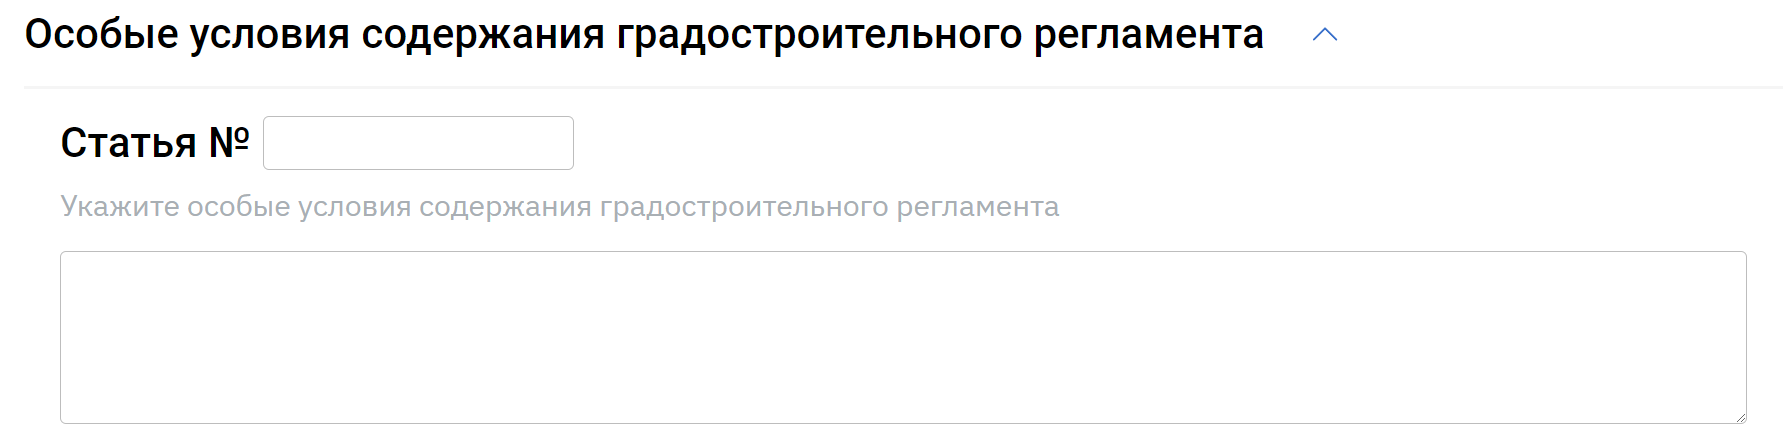 Особые условия содержания градостроительного регламента
Статья №
Укажите особые условия содержания градостроительного регламента